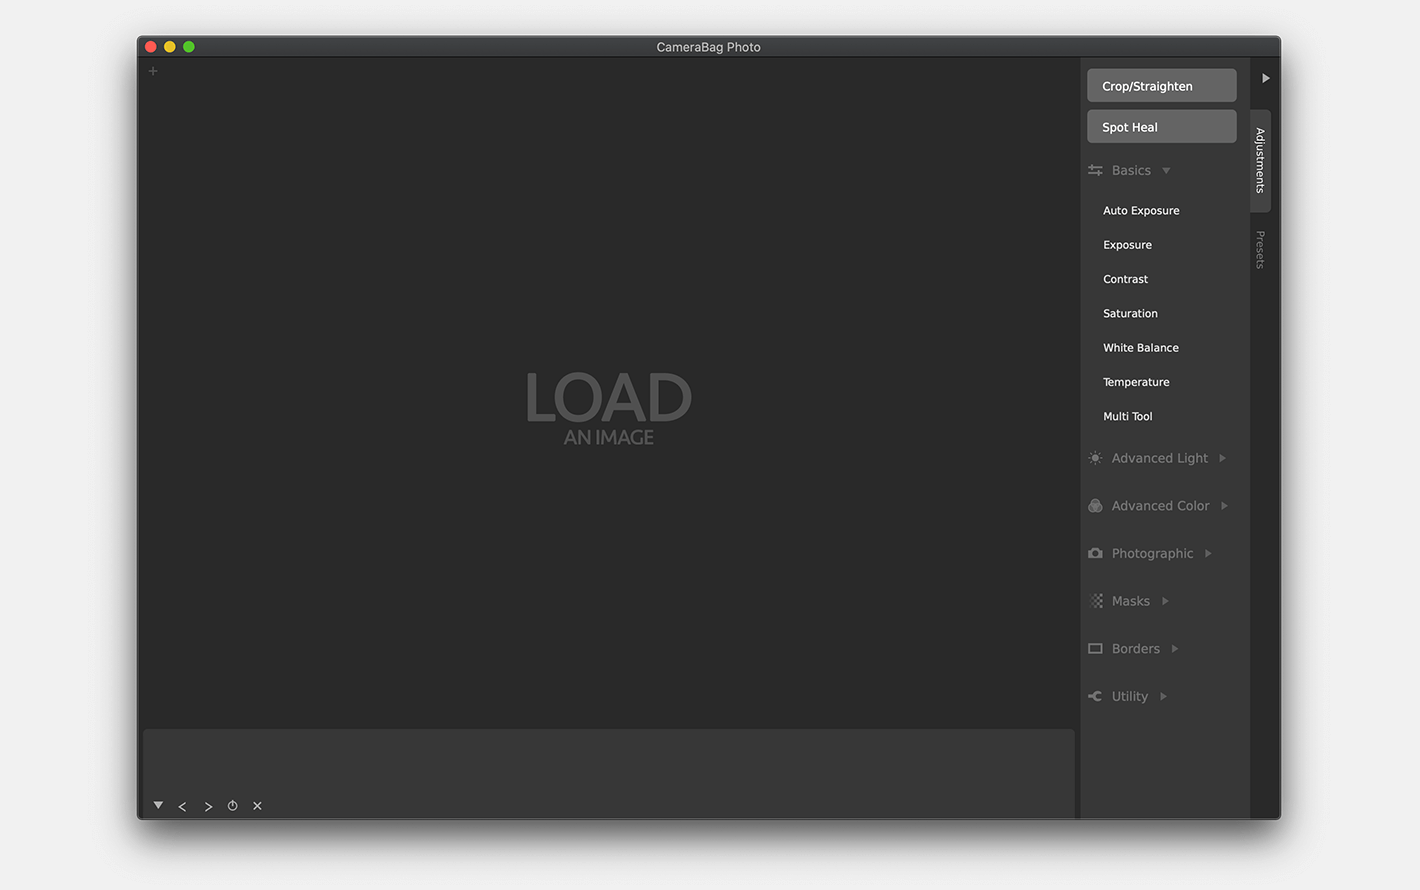 CameraBag Photo
+
LOAD
AN IMAGE
Crop/Straighten
Spot Heal
Basics
Auto Exposure
Exposure
Contrast
Saturation
White Balance
Temperature
Multi Tool
Advanced Light
Advanced Color
Photographic
Masks
Borders
Utility
Adjustments
Presets